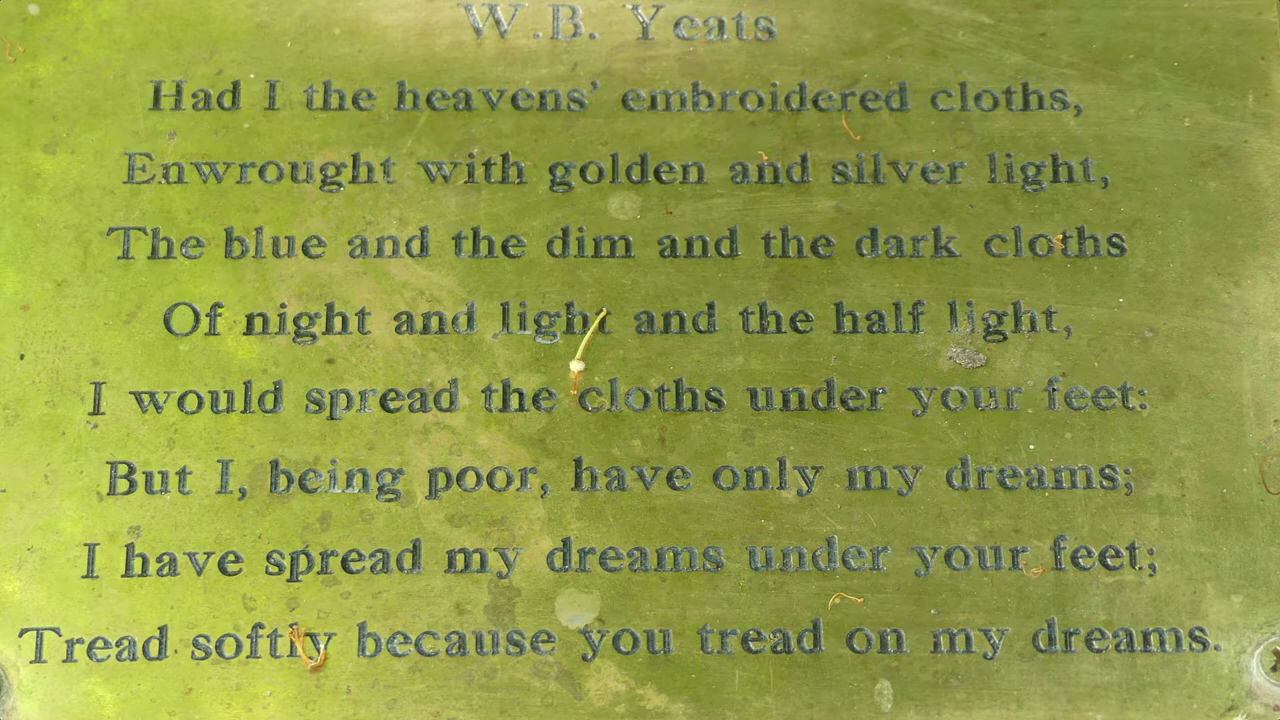 W.B. Yeats
Had I the heavens' embroidered cloths,
Enwrought with golden and silver light,
The blue and the dim and the dark cloths
Of night and light and the half light,
I would spread the cloths under your feet:
But I, being poor, have only my dreams;
I have spread my dreams under your feet;
Tread softly because you tread on my dreams.